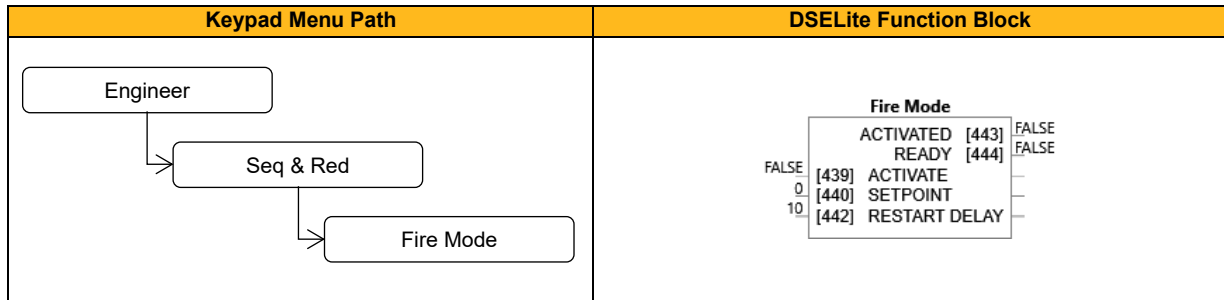 Keypad Menu Path
DSELite Function Block
Engineer
Seq & Red
Fire Mode
Fire Mode
ACTIVATED [443] FALSE
READY [444] FALSE
FALSE [439] ACTIVATE
0 [440] SETPOINT
10 [442] RESTART DELAY